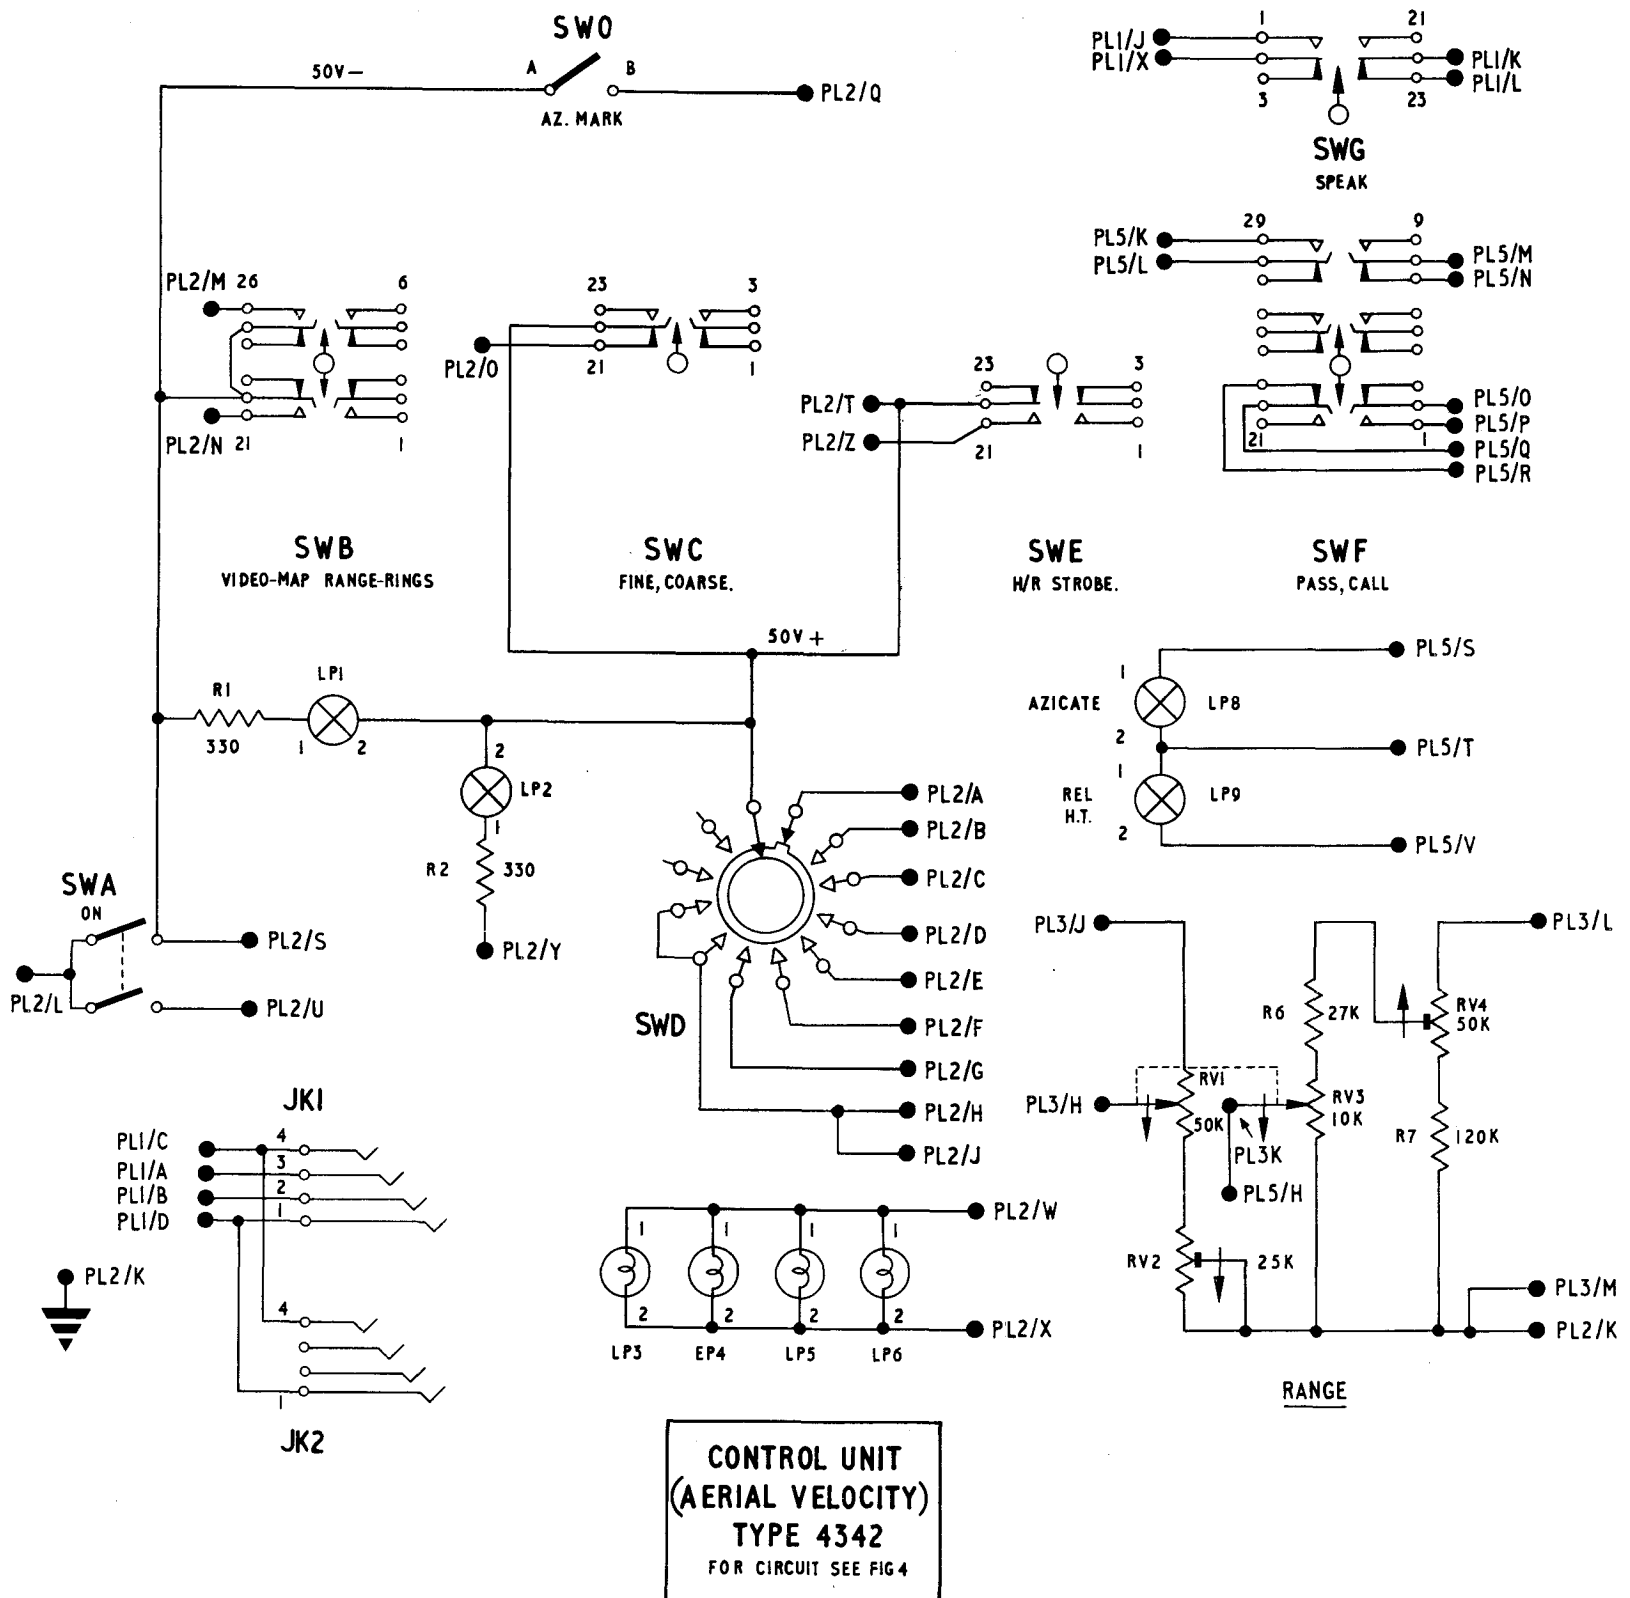 SWO
50V—
A
B
PL2/Q
AZ. MARK
1
21
PL1/J
PL1/X
PL1/K
PL1/L
3
23
SWG
SPEAK
29
9
PL5/K
PL5/L
PL5/M
PL5/N
PL2/M
26
6
23
3
PL2/O
21
1
PL2/N
21
1
23
3
PL2/T
PL2/Z
21
1
PL5/O
PL5/P
21
1
PL5/Q
PL5/R
SWB
VIDEO-MAP RANGE-RINGS
SWC
FINE, COARSE.
SWE
H/R STROBE.
SWF
PASS, CALL
50V+
R1
330
LP1
1
2
2
LP2
1
R2
330
PL2/Y
PL5/S
1
AZICATE
LP8
2
PL5/T
1
REL
H.T.
LP9
2
PL5/V
PL2/A
PL2/B
PL2/C
PL2/D
PL2/E
PL2/F
PL2/G
PL2/H
PL2/J
SWD
SWA
ON
PL2/S
PL2/L
PL2/U
PL3/J
PL3/L
R6
27K
RV4
50K
RV1
PL3/H
50K
RV3
10K
R7
120K
PL3K
PL5/H
RV2
25K
PL3/M
PL2/K
RANGE
JK1
PL1/C
4
PL1/A
3
PL1/B
2
PL1/D
1
PL2/K
4
1
JK2
PL2/W
1
1
1
1
2
2
2
2
PL2/X
LP3
EP4
LP5
LP6
CONTROL UNIT
(AERIAL VELOCITY)
TYPE 4342
FOR CIRCUIT SEE FIG 4